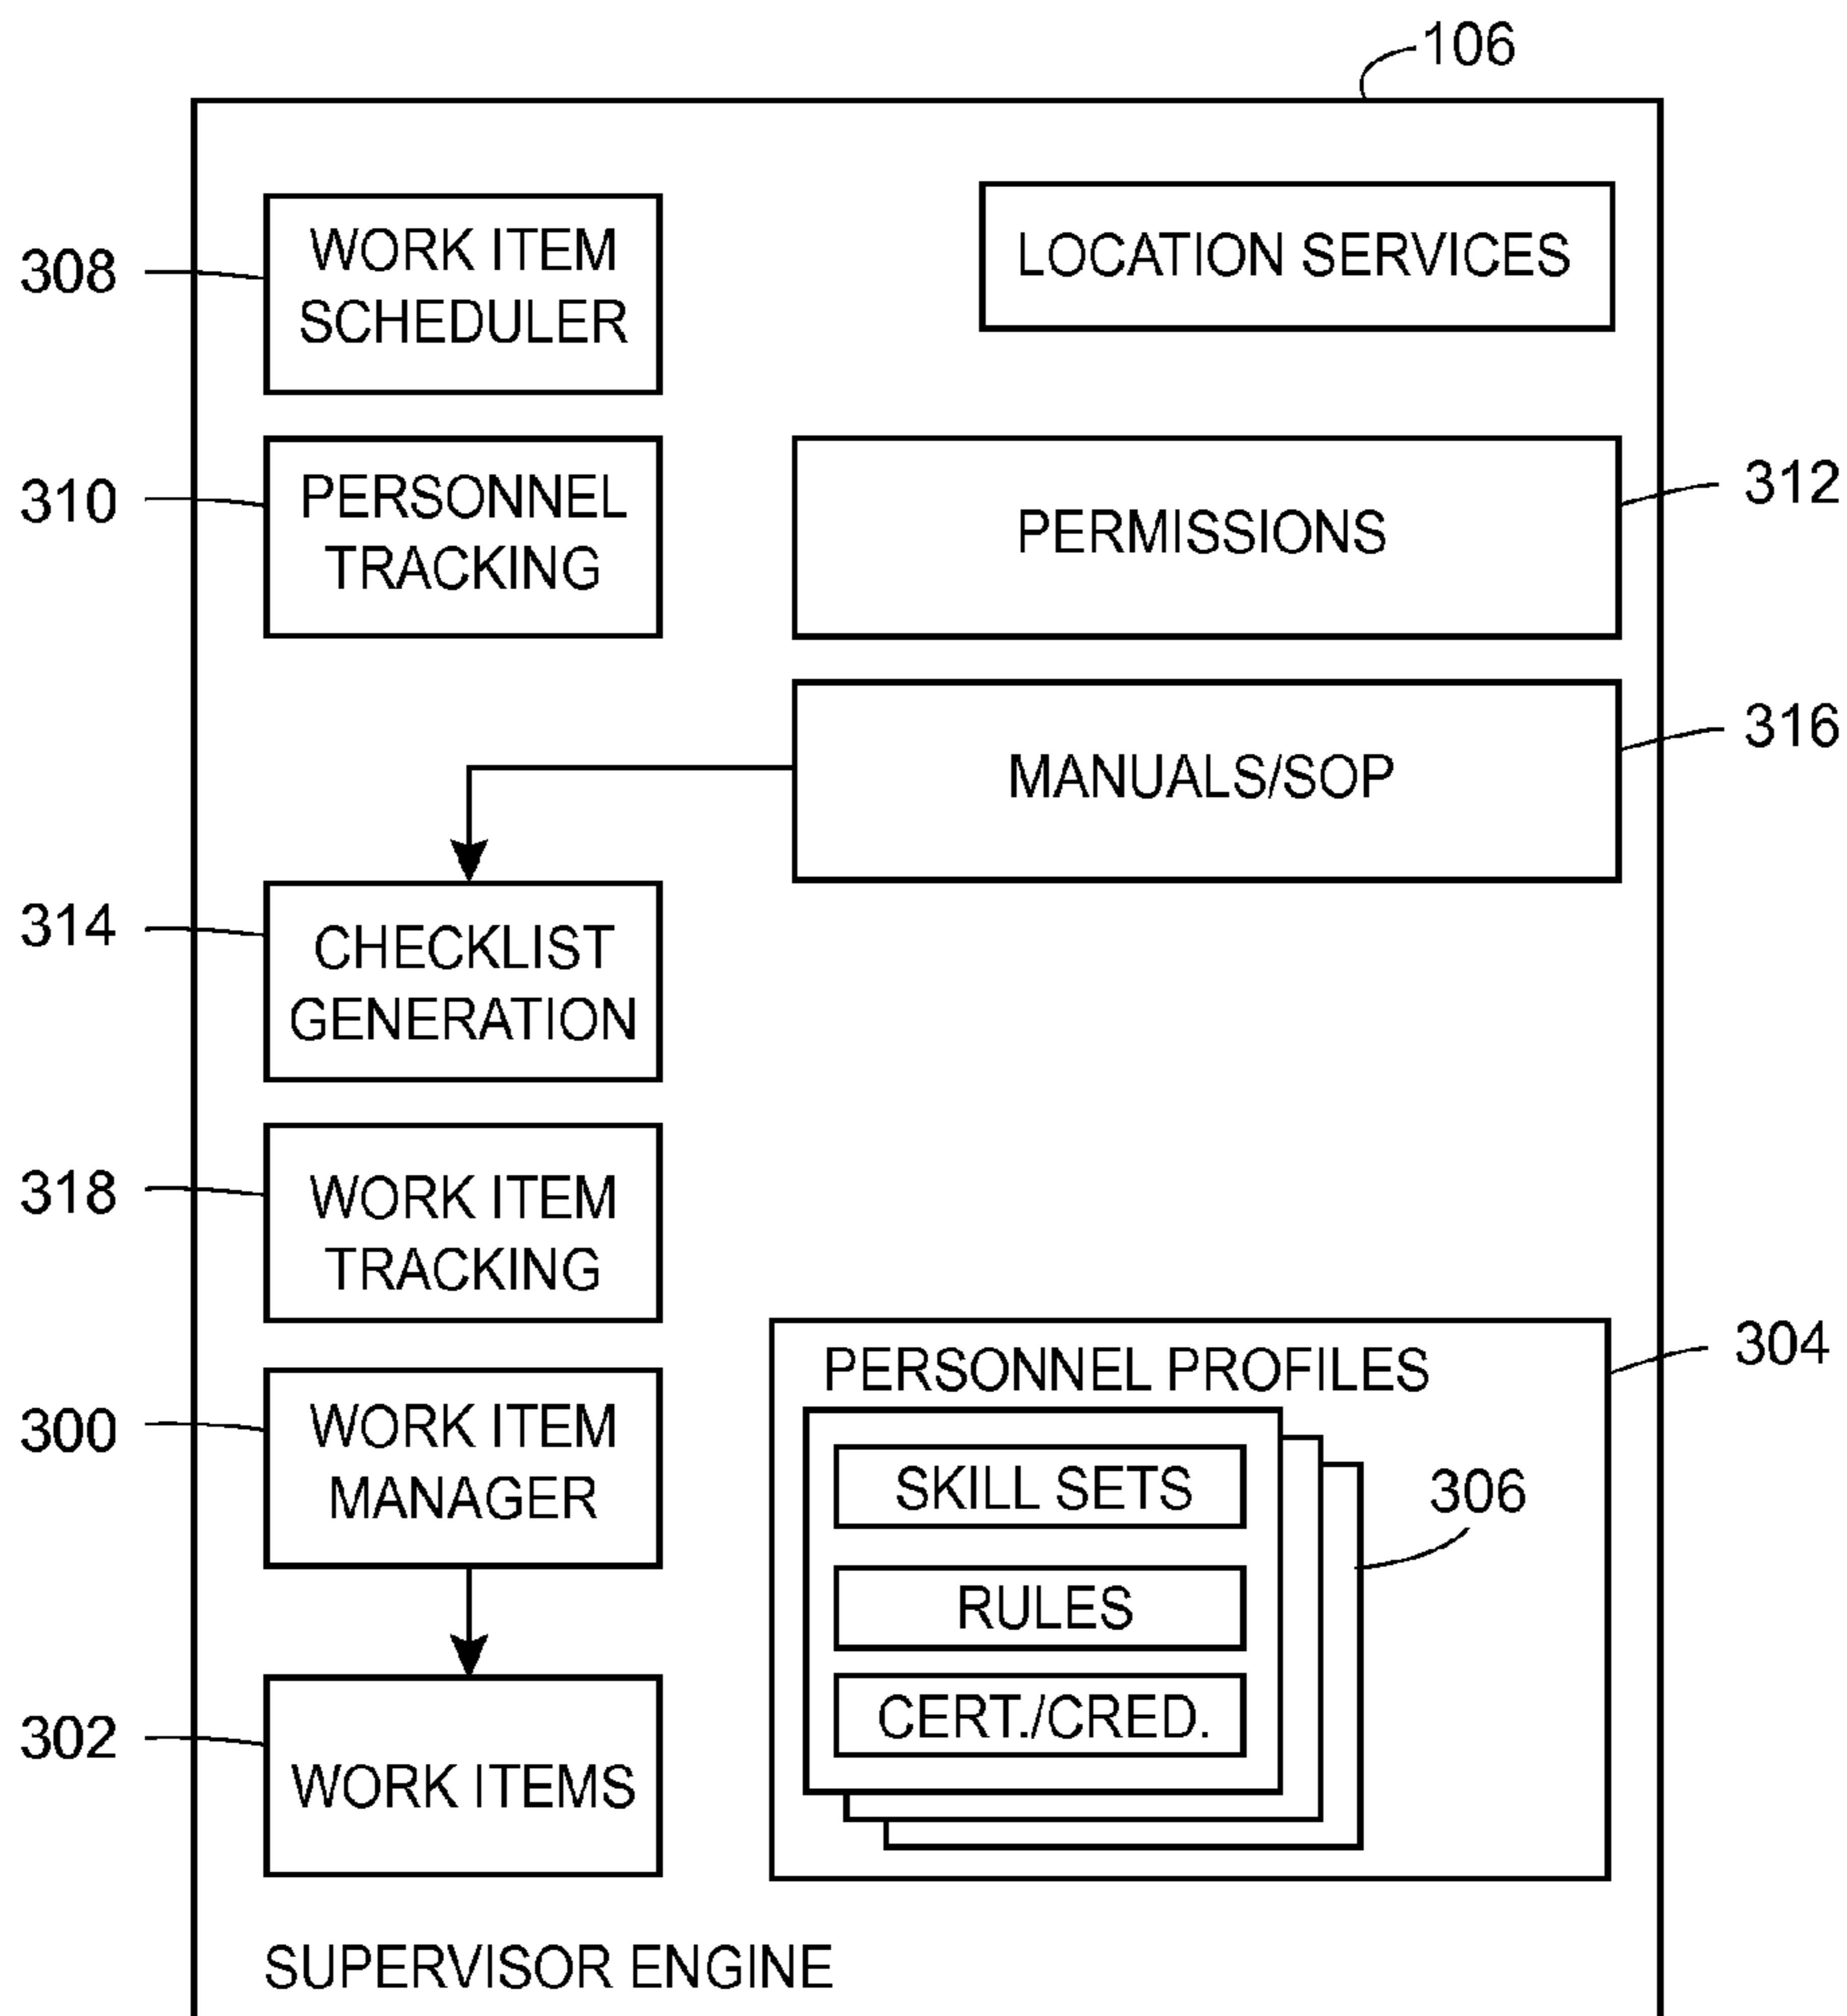 106
308
WORK ITEM
SCHEDULER
LOCATION SERVICES
310
PERSONNEL
TRACKING
PERMISSIONS
312
MANUALS/SOP
316
314
CHECKLIST
GENERATION
318
WORK ITEM
TRACKING
300
WORK ITEM
MANAGER
302
WORK ITEMS
PERSONNEL PROFILES
304
SKILL SETS
306
RULES
CERT./CRED.
SUPERVISOR ENGINE